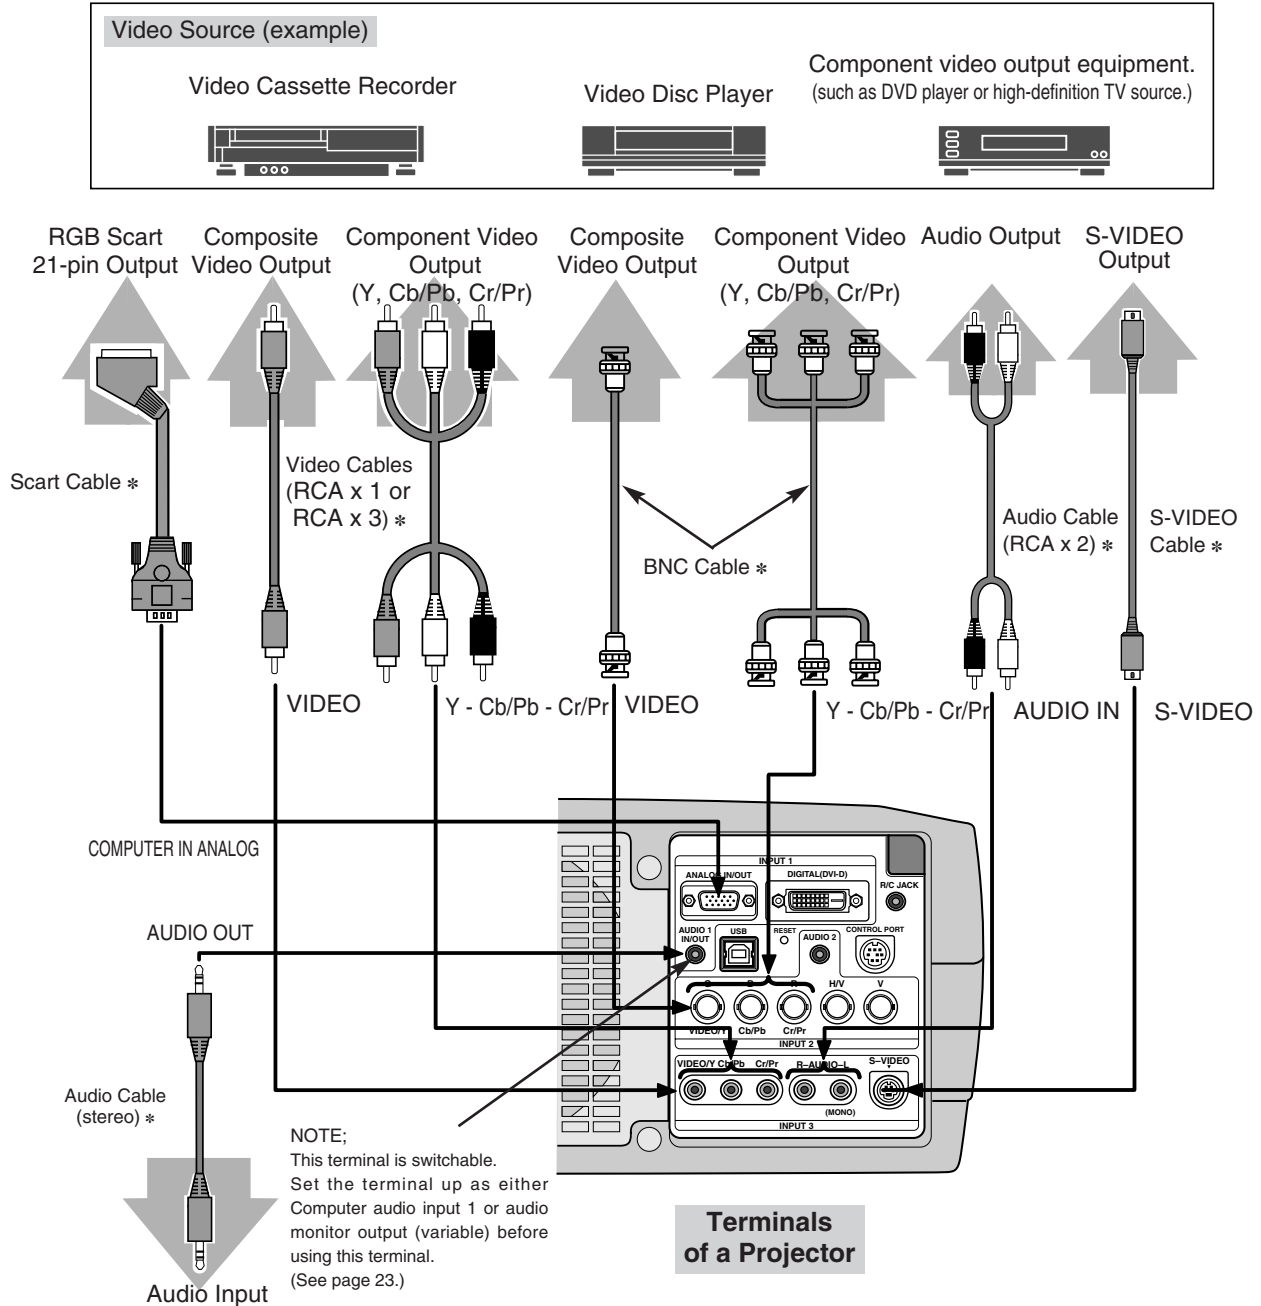 Video Source (example)
Video Cassette Recorder
Video Disc Player
Component video output equipment.
(such as DVD player or high-definition TV source.)
RGB Scart
21-pin Output
Composite
Video Output
Component Video
Output
(Y, Cb/Pb, Cr/Pr)
Composite
Video Output
Component Video
Output
(Y, Cb/Pb, Cr/Pr)
Audio Output
S-VIDEO
Output
Scart Cable ✻
Video Cables
(RCA x 1 or
RCA x 3) ✻
BNC Cable ✻
Audio Cable
(RCA x 2) ✻
S-VIDEO
Cable ✻
VIDEO
Y - Cb/Pb - Cr/Pr
VIDEO
Y - Cb/Pb - Cr/Pr
AUDIO IN
S-VIDEO
COMPUTER IN ANALOG
AUDIO OUT
INPUT 1
ANALOG IN/OUT
DIGITAL(DVI-D)
R/C JACK
AUDIO 1
IN/OUT
USB
RESET
AUDIO 2
CONTROL PORT
G
B
R
H/V
V
VIDEO/Y
Cb/Pb
Cr/Pr
INPUT 2
VIDEO/Y
Cb/Pb
Cr/Pr
R–AUDIO–L
S–VIDEO
(MONO)
INPUT 3
Audio Cable
(stereo) ✻
NOTE;
This terminal is switchable.
Set the terminal up as either
Computer audio input 1 or audio
monitor output (variable) before
using this terminal.
(See page 23.)
Audio Input
Terminals
of a Projector